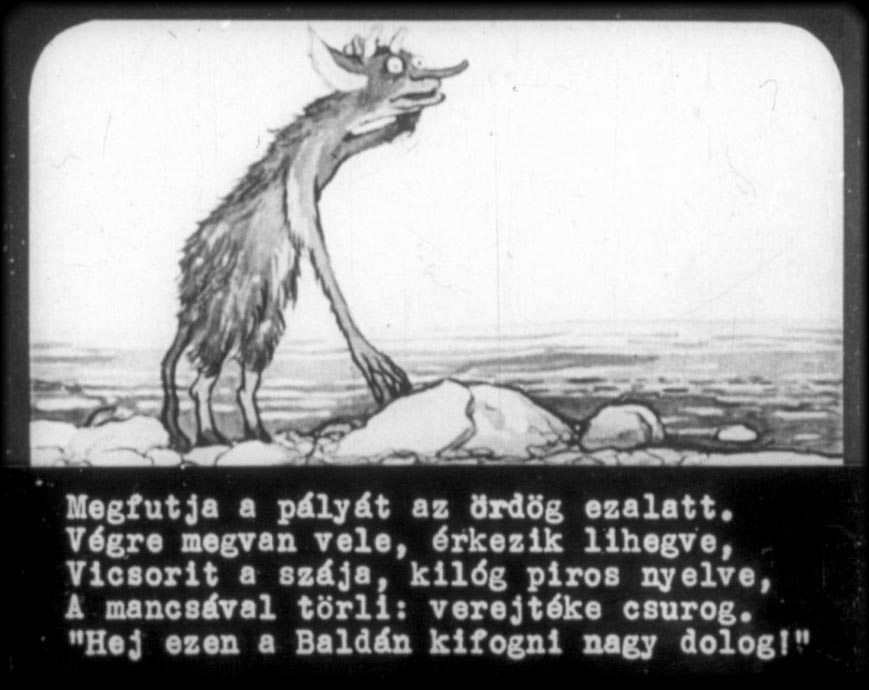 Megfutja a pályát az ördög ezalatt.
Végre megvan vele, érkezik lihegve,
Vicsorit a szája, kilóg piros nyelve,
A mancsával törli: verejtéke csurog.
"Hej ezen a Baldán kifogni nagy dolog!"